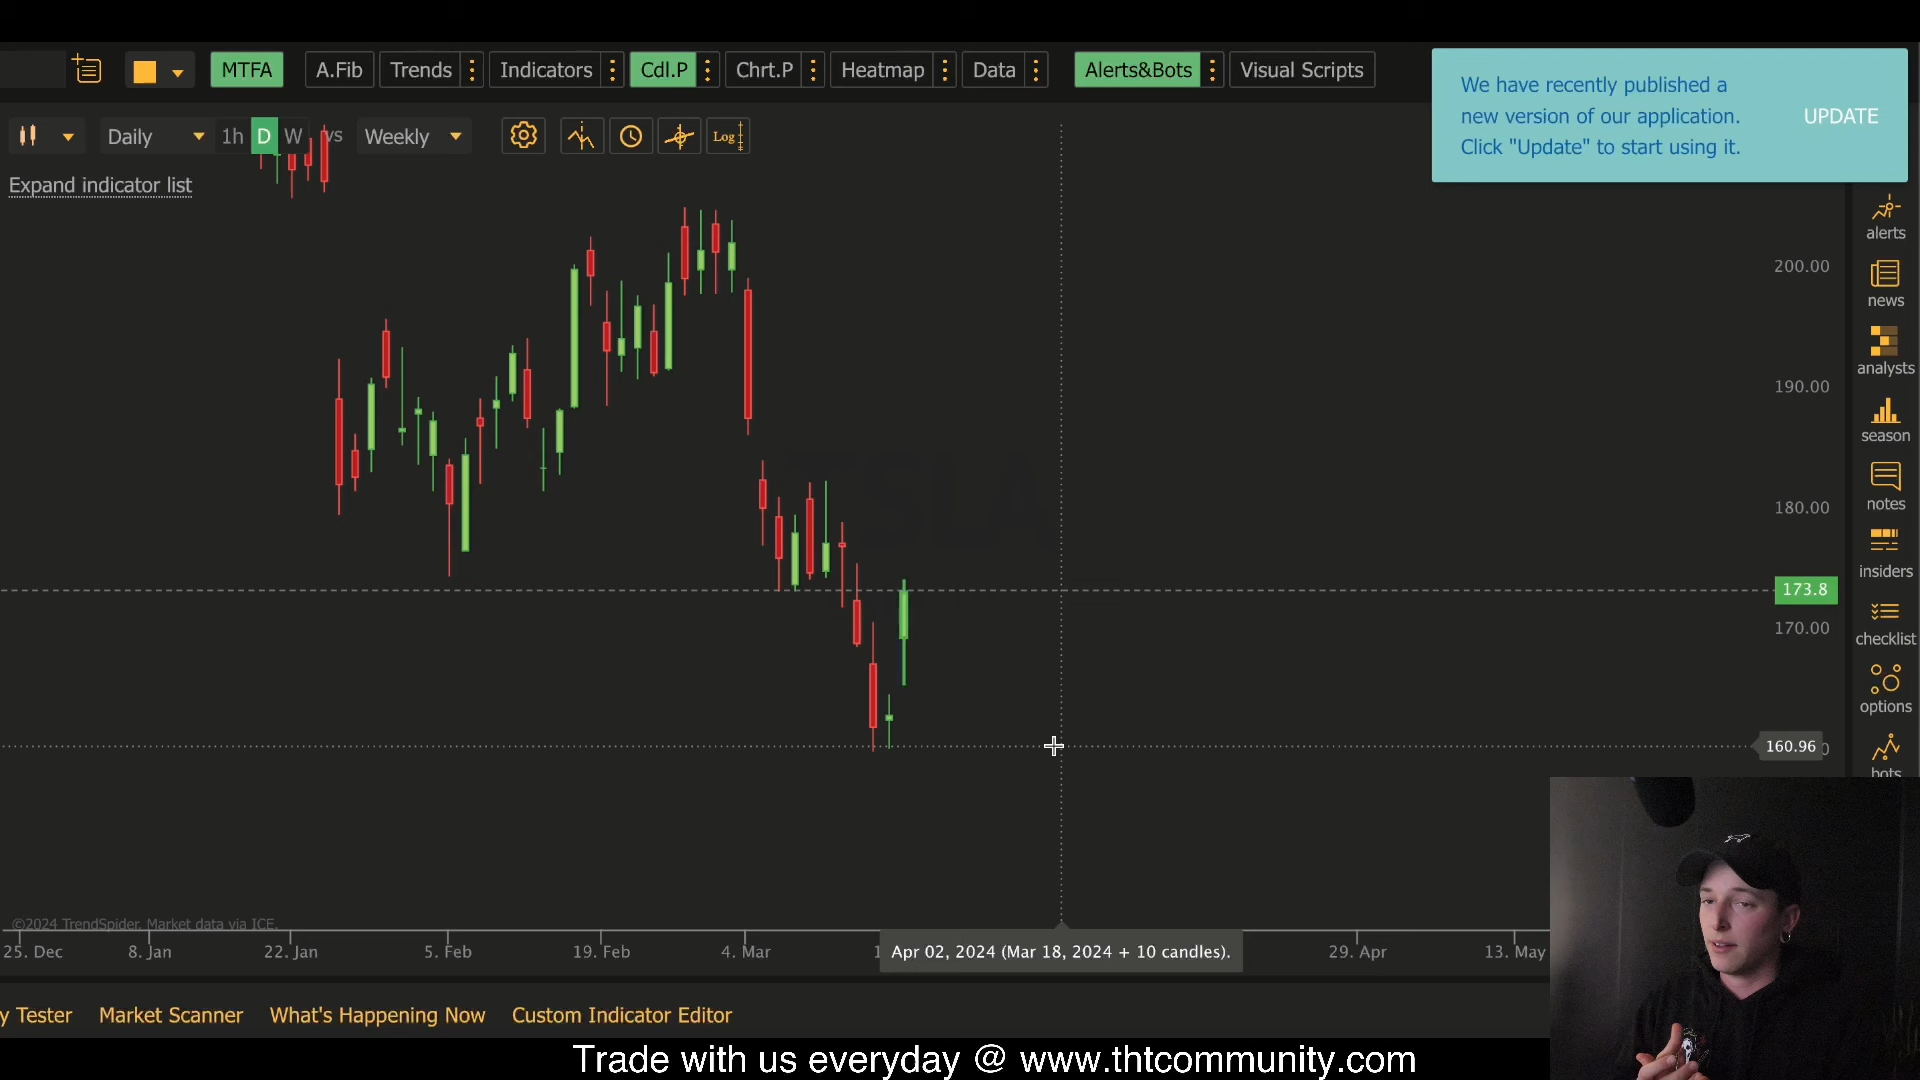 MTFA
A.Fib
Trends
Indicators
Cdl.P
Chrt.P
Heatmap
Data
Alerts&Bots
Visual Scripts
We have recently published a
new version of our application.
Click "Update" to start using it.
UPDATE
Daily
1h
D
W
vs
Weekly
Log
Expand indicator list
alerts
news
analysts
season
notes
insiders
checklist
options
bots
200.00
190.00
180.00
173.8
170.00
160.96
©2024 TrendSpider. Market data via ICE.
25. Dec
8. Jan
22. Jan
5. Feb
19. Feb
4. Mar
Apr 02, 2024 (Mar 18, 2024 + 10 candles).
29. Apr
13. May
y Tester
Market Scanner
What's Happening Now
Custom Indicator Editor
Trade with us everyday @ www.thtcommunity.com